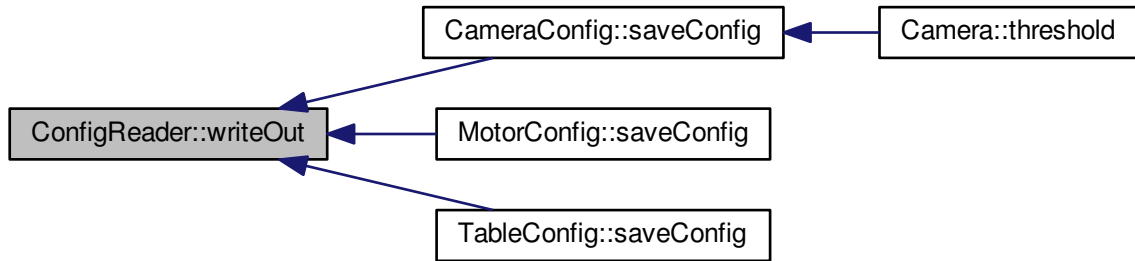 CameraConfig::saveConfig
Camera::threshold
ConfigReader::writeOut
MotorConfig::saveConfig
TableConfig::saveConfig